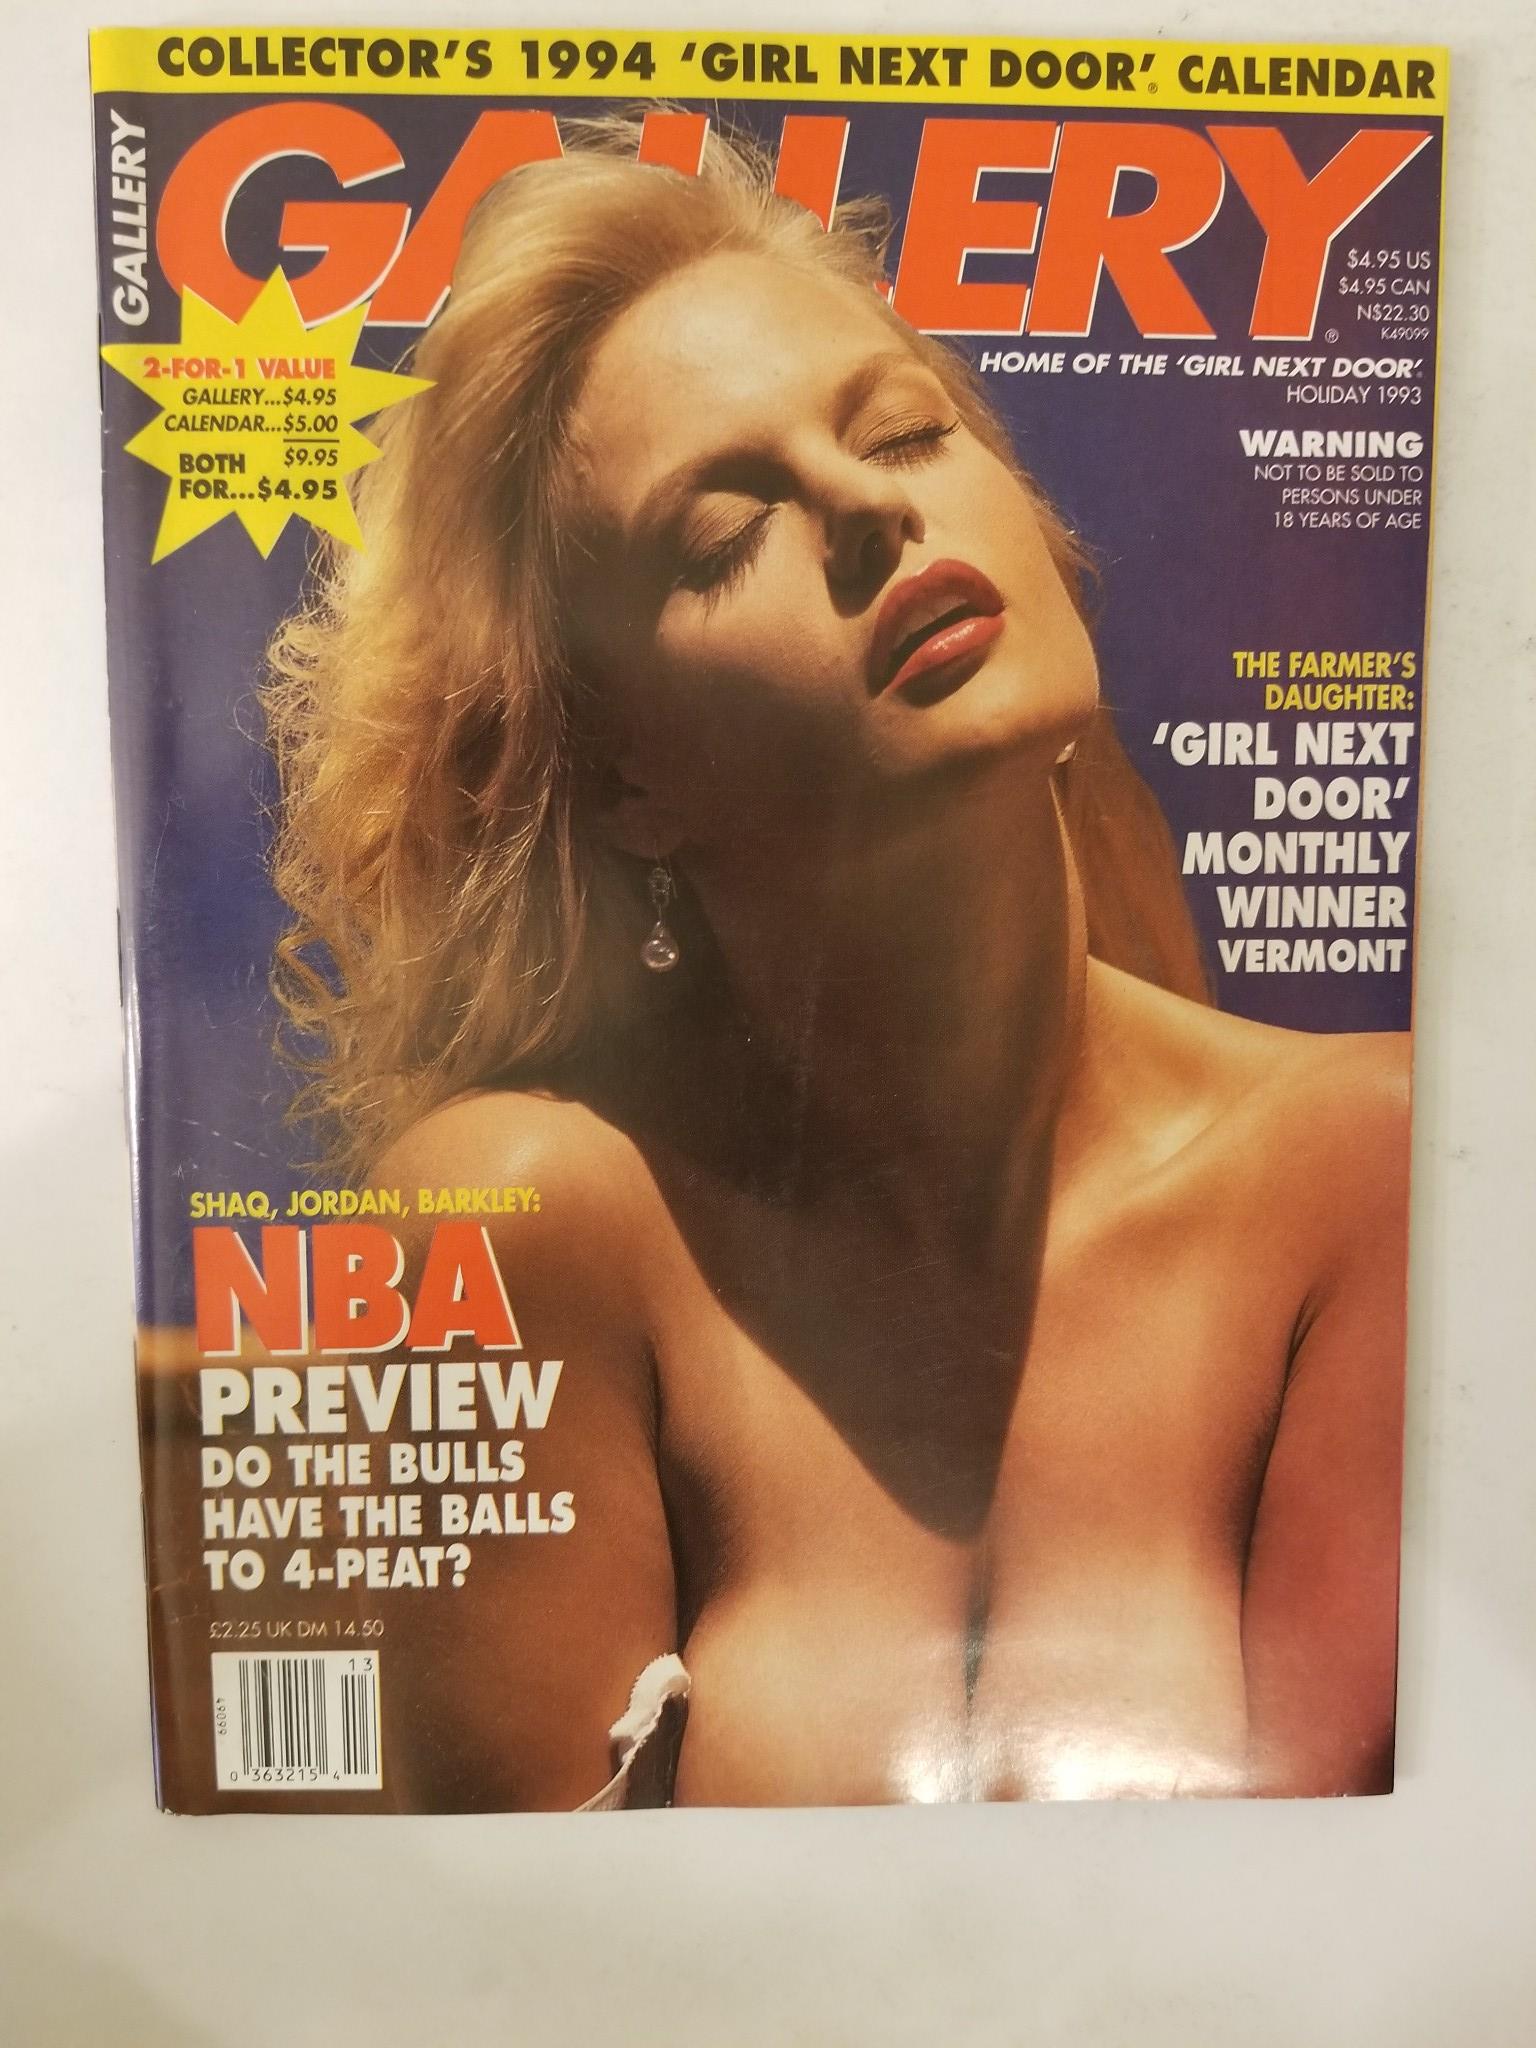 COLLECTOR'S 1994 'GIRL NEXT DOOR'® CALENDAR
GALLERY
GALLERY®
$4.95 US
$4.95 CAN
N$22.30
K49099
HOME OF THE 'GIRL NEXT DOOR'®
HOLIDAY 1993
2-FOR-1 VALUE
GALLERY...$4.95
CALENDAR...$5.00
$9.95
BOTH
FOR...$4.95
WARNING
NOT TO BE SOLD TO
PERSONS UNDER
18 YEARS OF AGE
THE FARMER'S
DAUGHTER:
'GIRL NEXT
DOOR'
MONTHLY
WINNER
VERMONT
SHAQ, JORDAN, BARKLEY:
NBA
PREVIEW
DO THE BULLS
HAVE THE BALLS
TO 4-PEAT?
£2.25 UK DM 14.50
13
49099
0 363215 4